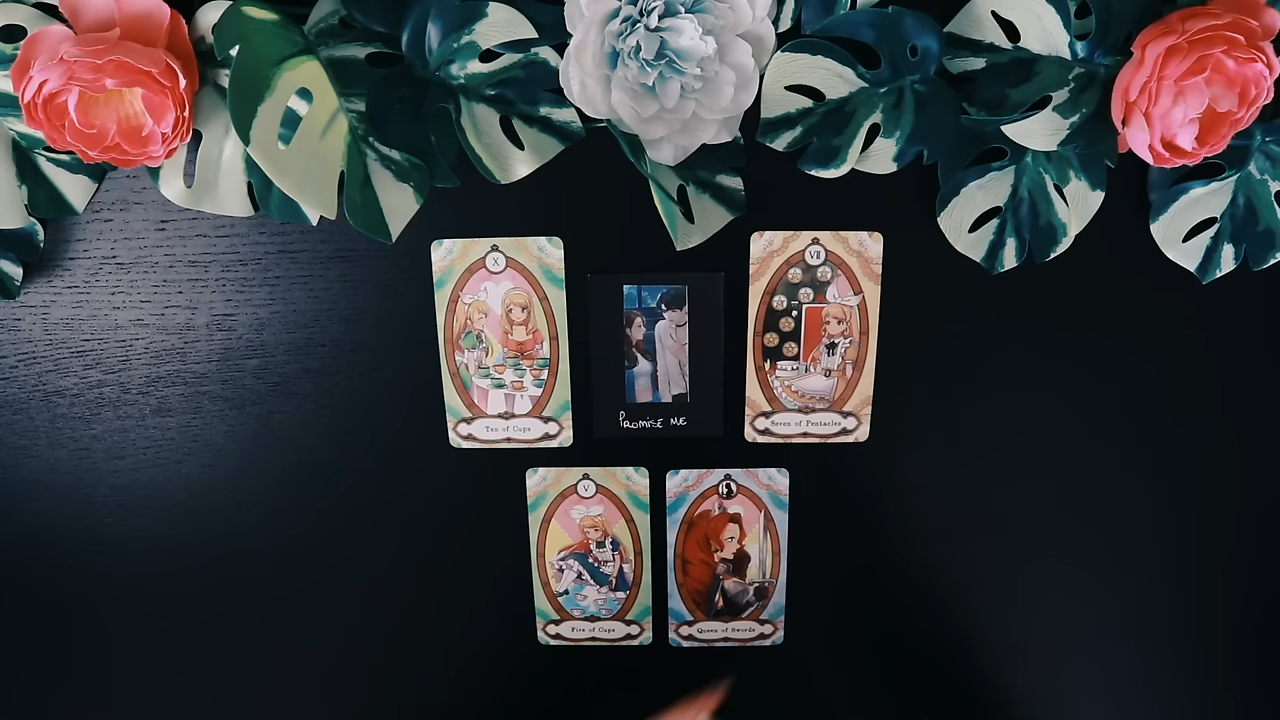 X
Ten of Cups
PROMISE ME
VII
Seven of Pentacles
V
Five of Cups
Queen of Swords